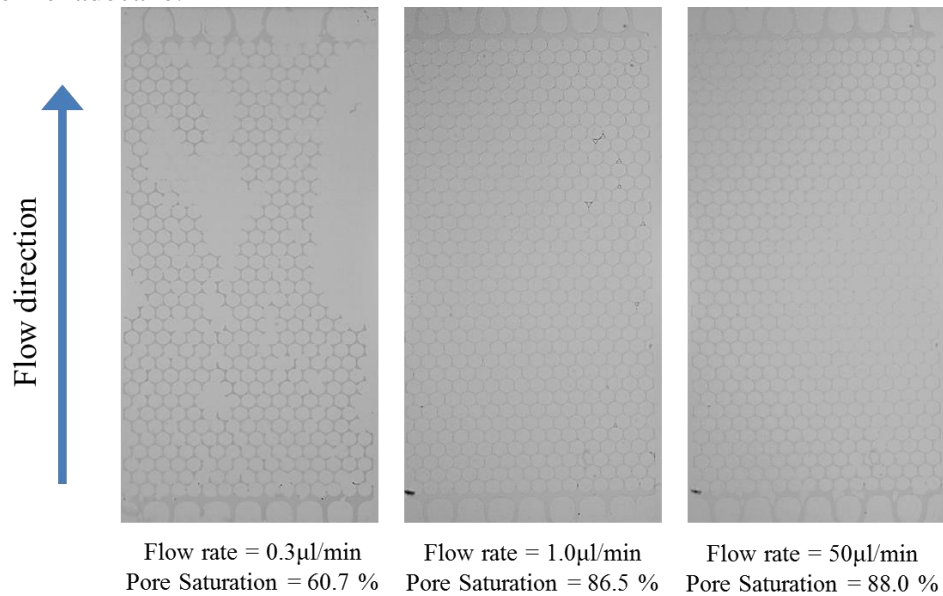 Flow direction
Flow rate = 0.3μl/min
Pore Saturation = 60.7 %
Flow rate = 1.0μl/min
Pore Saturation = 86.5 %
Flow rate = 50μl/min
Pore Saturation = 88.0 %